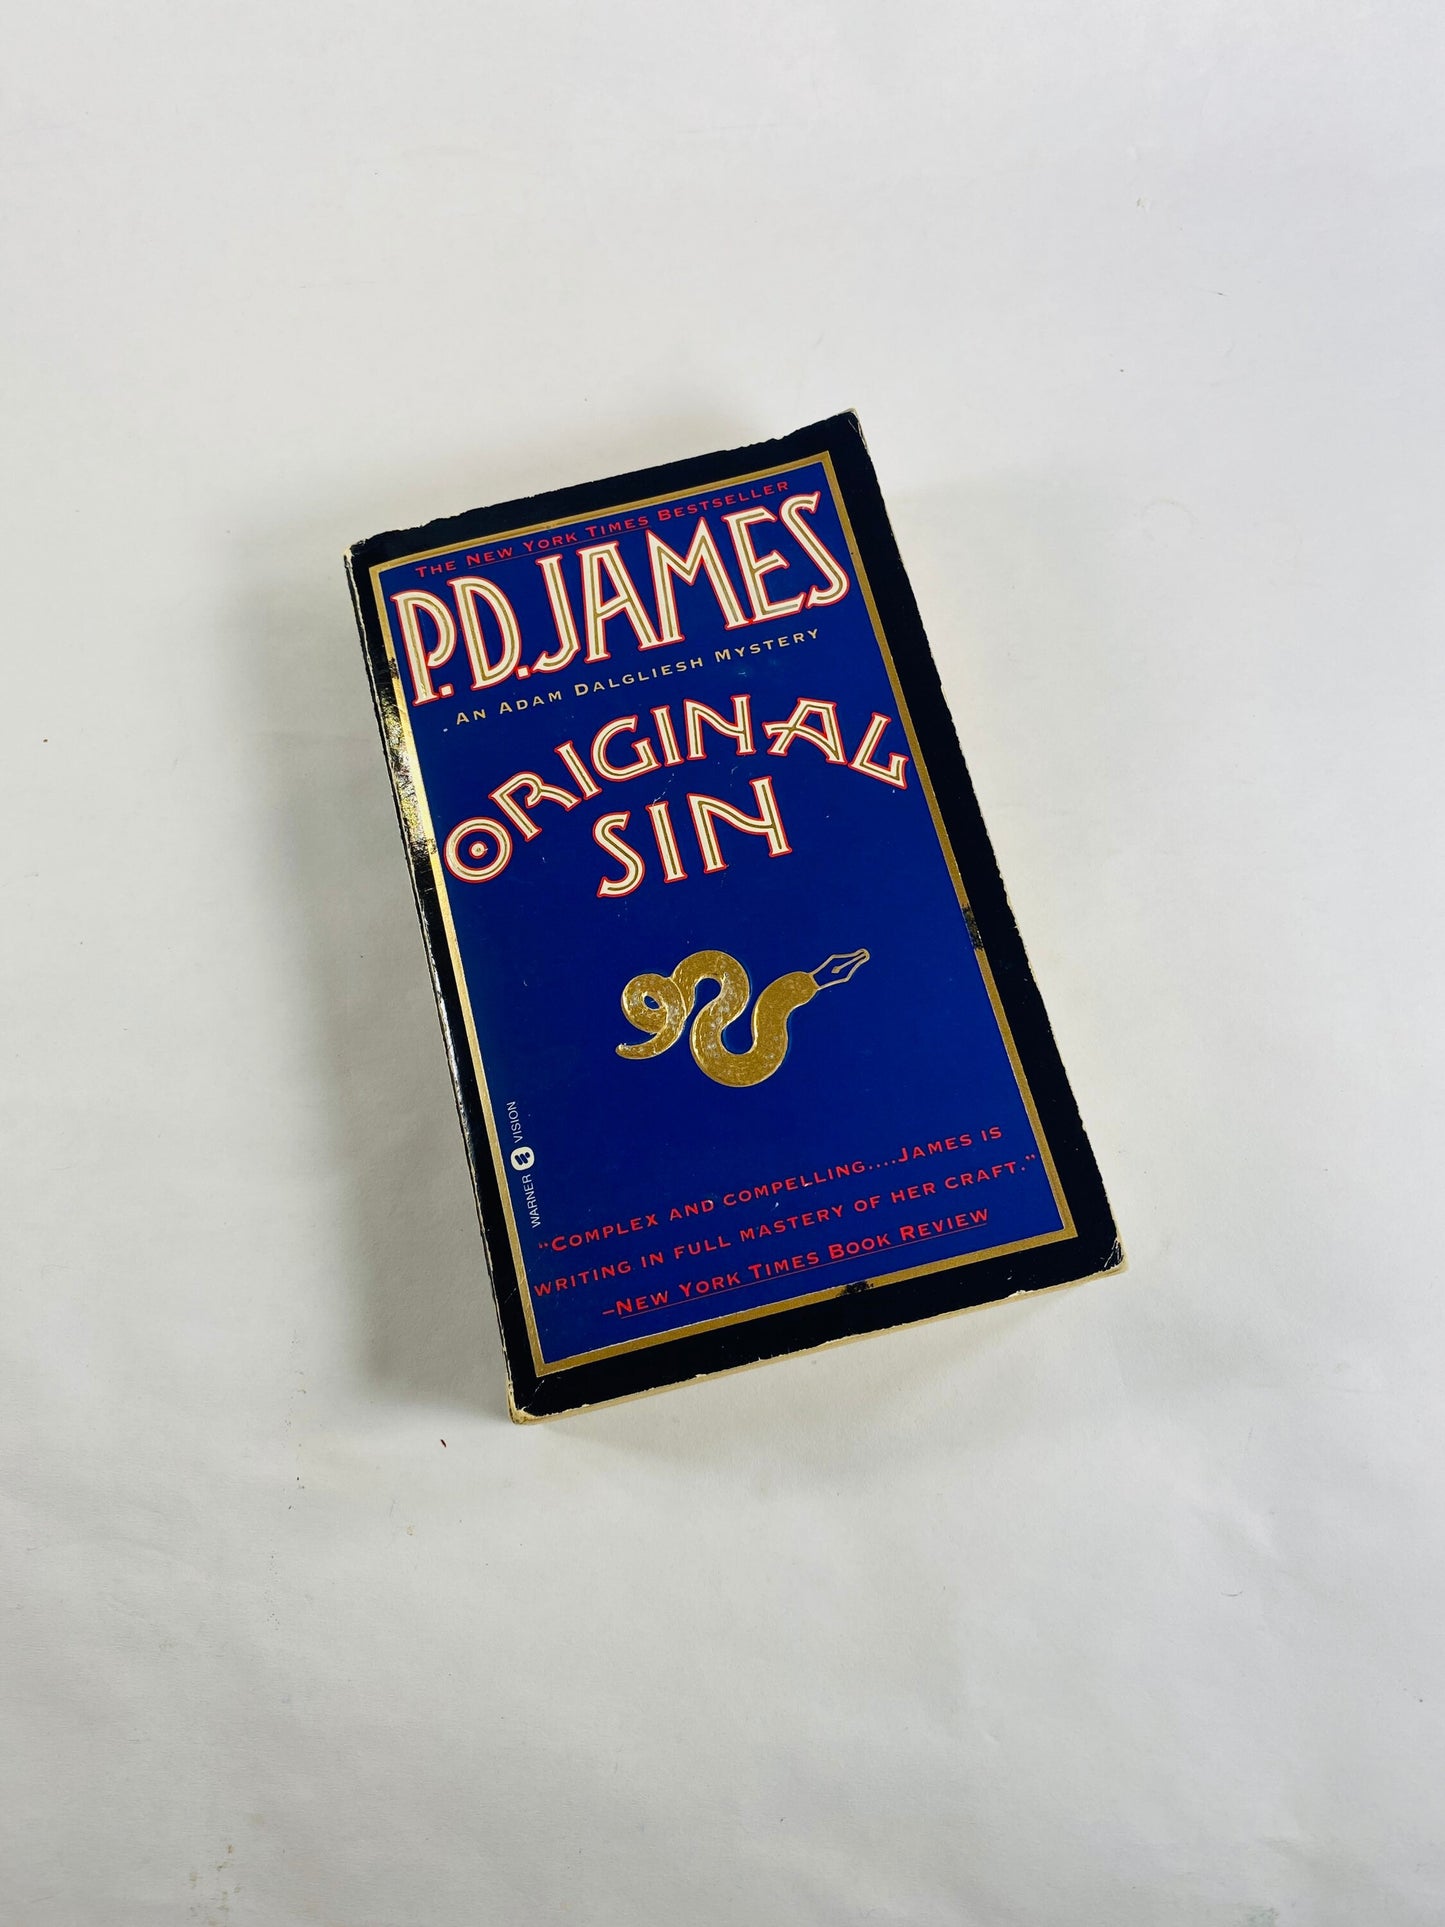 THE NEW YORK TIMES BESTSELLER
P.D. JAMES
AN ADAM DALGLIESH MYSTERY
ORIGINAL
SIN
WARNER VISION
“COMPLEX AND COMPELLING....JAMES IS
WRITING IN FULL MASTERY OF HER CRAFT.”
–NEW YORK TIMES BOOK REVIEW